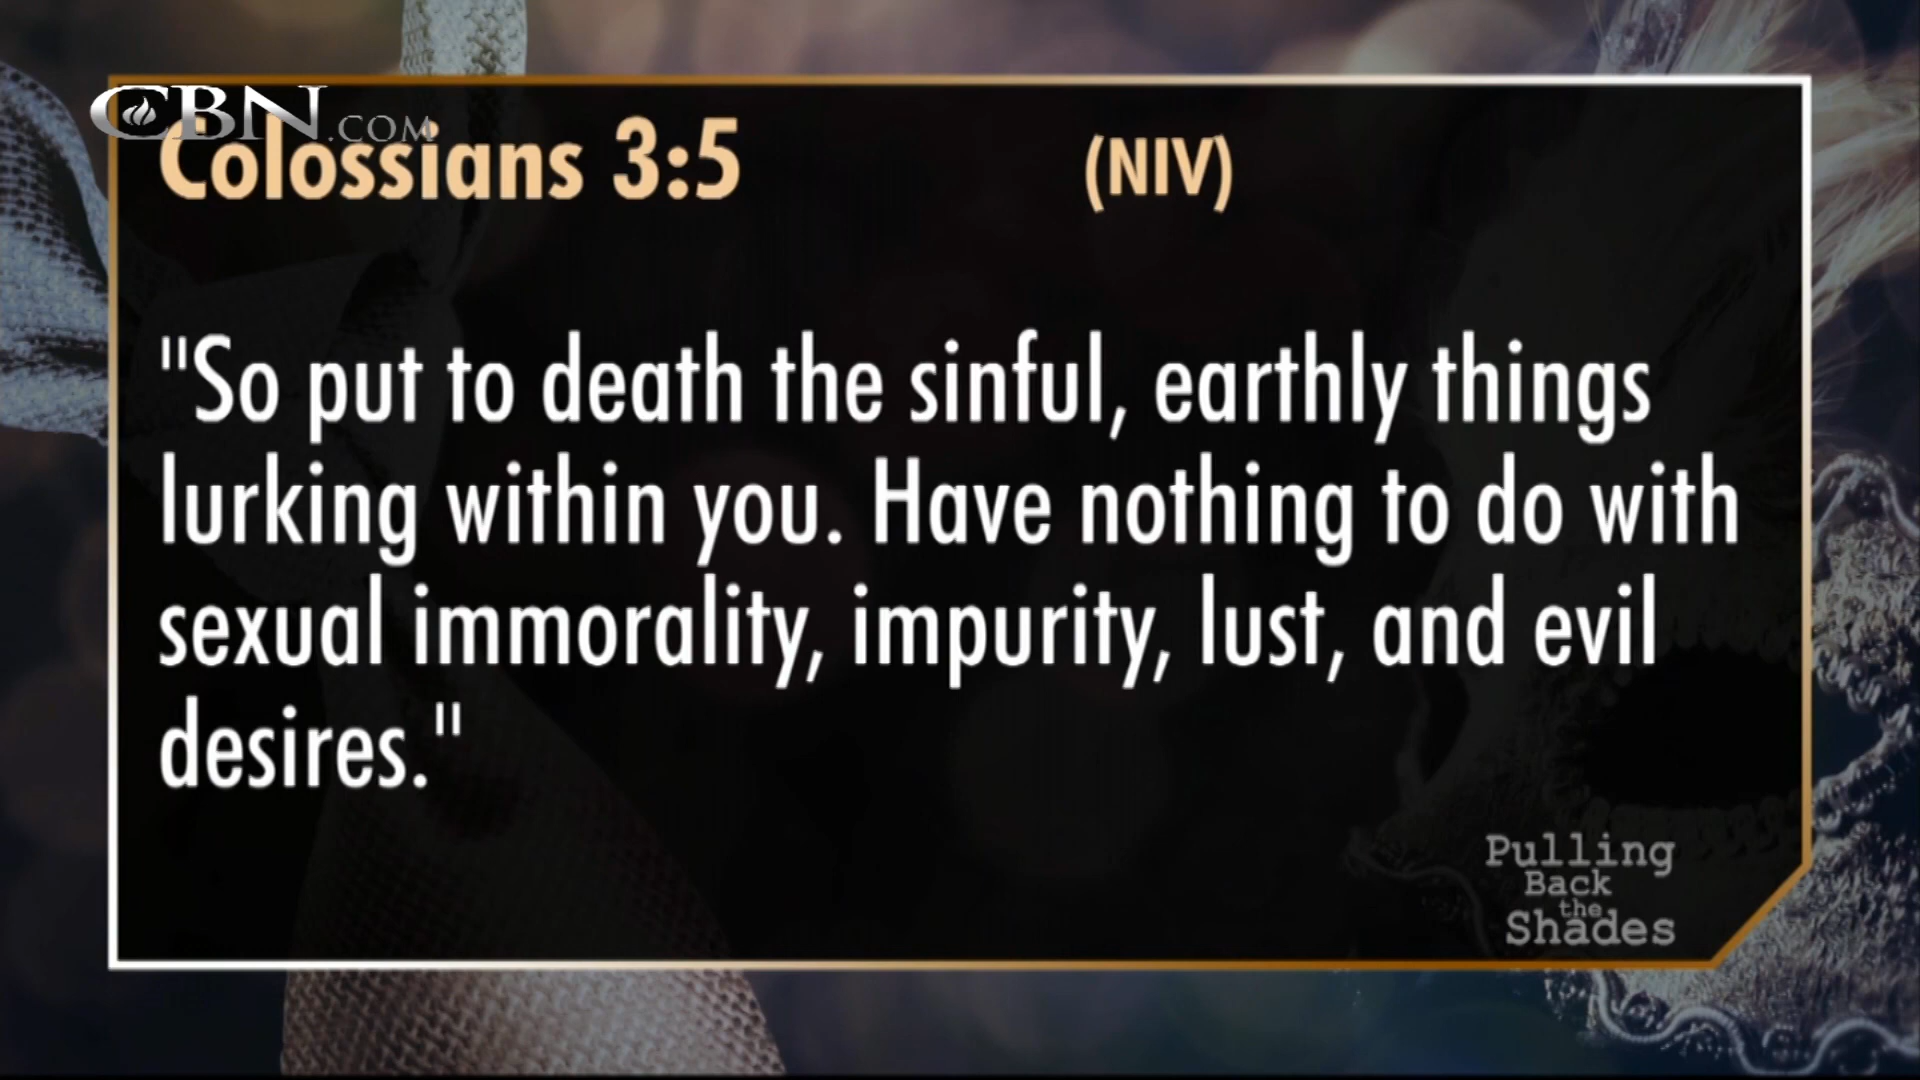 CBN.COM
Colossians 3:5 (NIV)
"So put to death the sinful, earthly things
lurking within you. Have nothing to do with
sexual immorality, impurity, lust, and evil
desires."
Pulling
Back
the
Shades